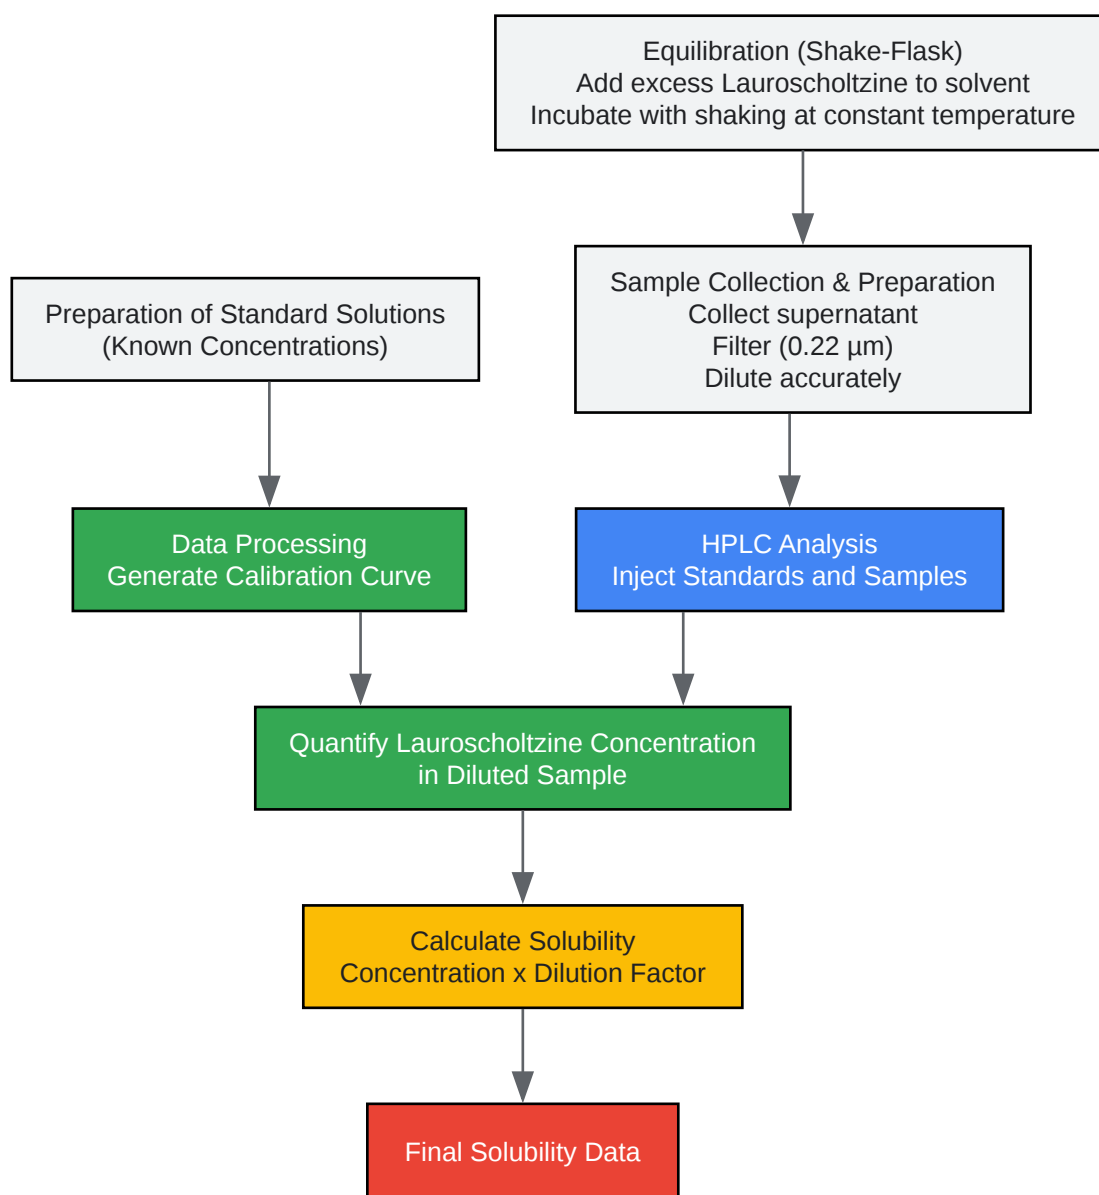 Equilibration (Shake-Flask)
Add excess Lauroscholtzine to solvent
Incubate with shaking at constant temperature
Preparation of Standard Solutions
(Known Concentrations)
Sample Collection & Preparation
Collect supernatant
Filter (0.22 µm)
Dilute accurately
Data Processing
Generate Calibration Curve
HPLC Analysis
Inject Standards and Samples
Quantify Lauroscholtzine Concentration
in Diluted Sample
Calculate Solubility
Concentration x Dilution Factor
Final Solubility Data